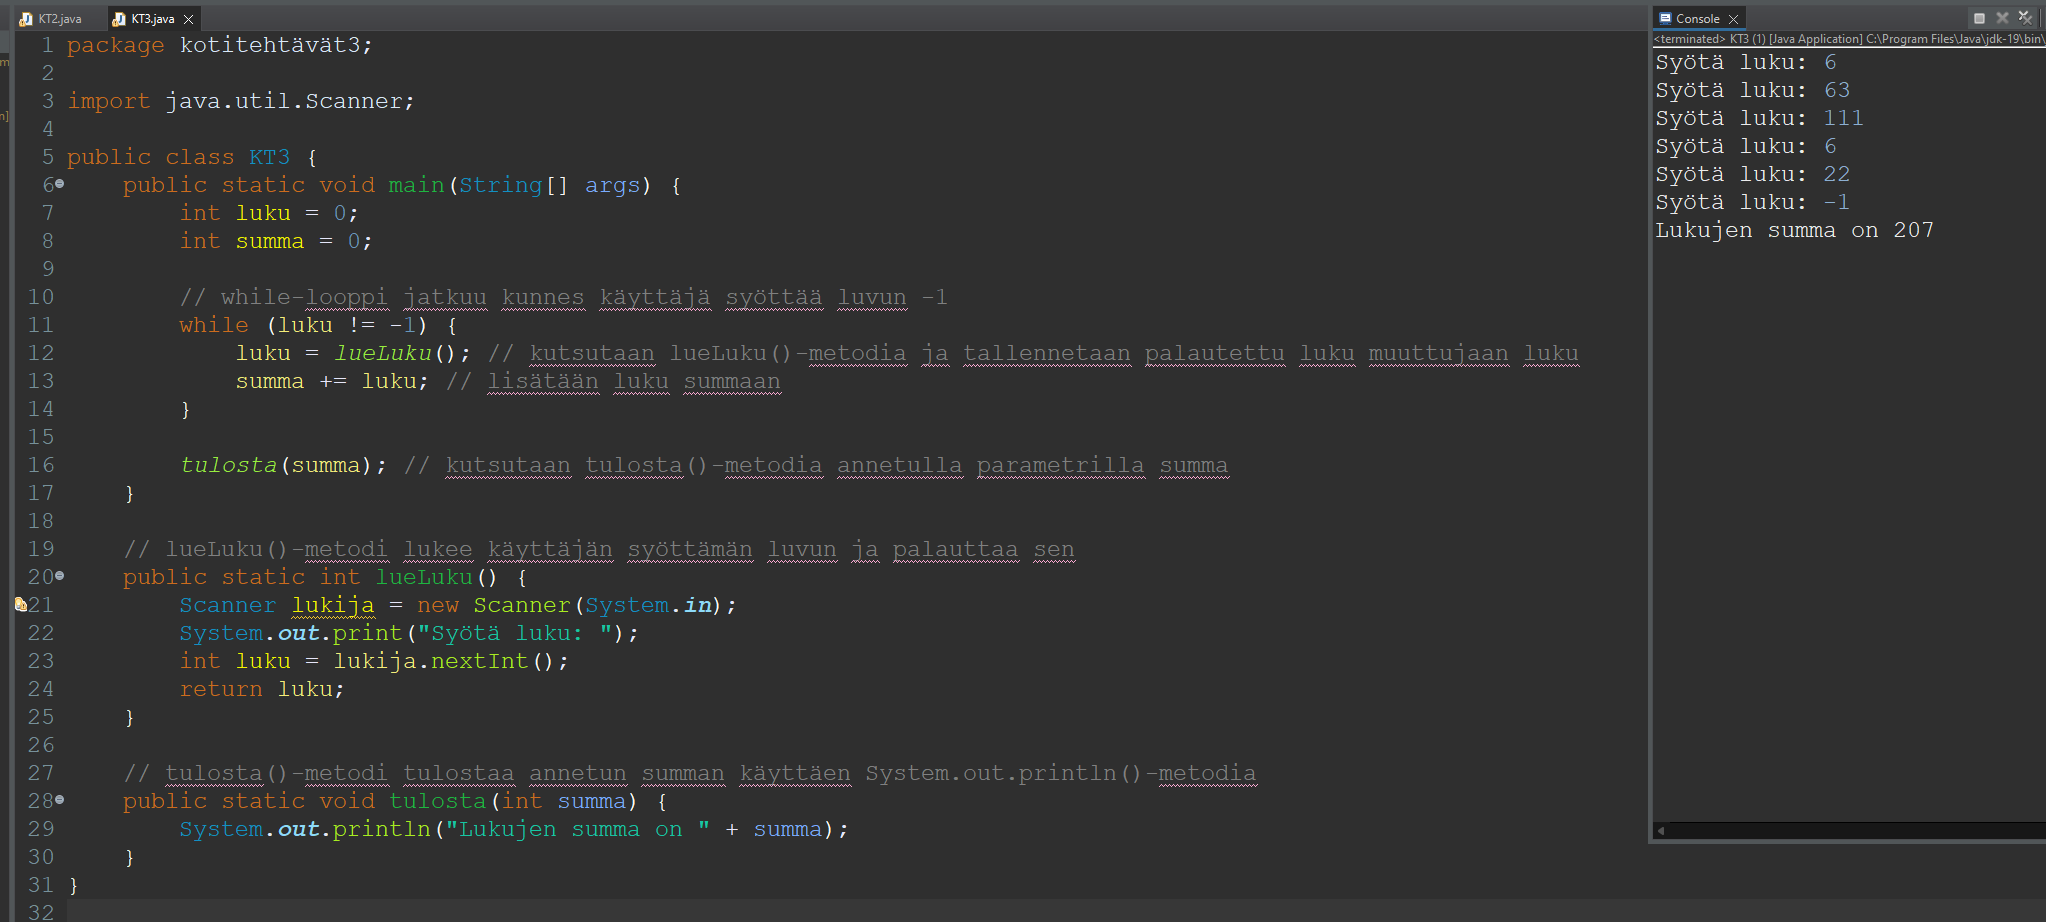 KT2.java
KT3.java
1 package kotitehtävät3;
2
3 import java.util.Scanner;
4
5 public class KT3 {
6 public static void main(String[] args) {
7 int luku = 0;
8 int summa = 0;
9
10 // while-looppi jatkuu kunnes käyttäjä syöttää luvun -1
11 while (luku != -1) {
12 luku = lueLuku(); // kutsutaan lueLuku()-metodia ja tallennetaan palautettu luku muuttujaan luku
13 summa += luku; // lisätään luku summaan
14 }
15
16 tulosta(summa); // kutsutaan tulosta()-metodia annetulla parametrilla summa
17 }
18
19 // lueLuku()-metodi lukee käyttäjän syöttämän luvun ja palauttaa sen
20 public static int lueLuku() {
21 Scanner lukija = new Scanner(System.in);
22 System.out.print("Syötä luku: ");
23 int luku = lukija.nextInt();
24 return luku;
25 }
26
27 // tulosta()-metodi tulostaa annetun summan käyttäen System.out.println()-metodia
28 public static void tulosta(int summa) {
29 System.out.println("Lukujen summa on " + summa);
30 }
31 }
32
Console
<terminated> KT3 (1) [Java Application] C:\Program Files\Java\jdk-19\bin\
Syötä luku: 6
Syötä luku: 63
Syötä luku: 111
Syötä luku: 6
Syötä luku: 22
Syötä luku: -1
Lukujen summa on 207